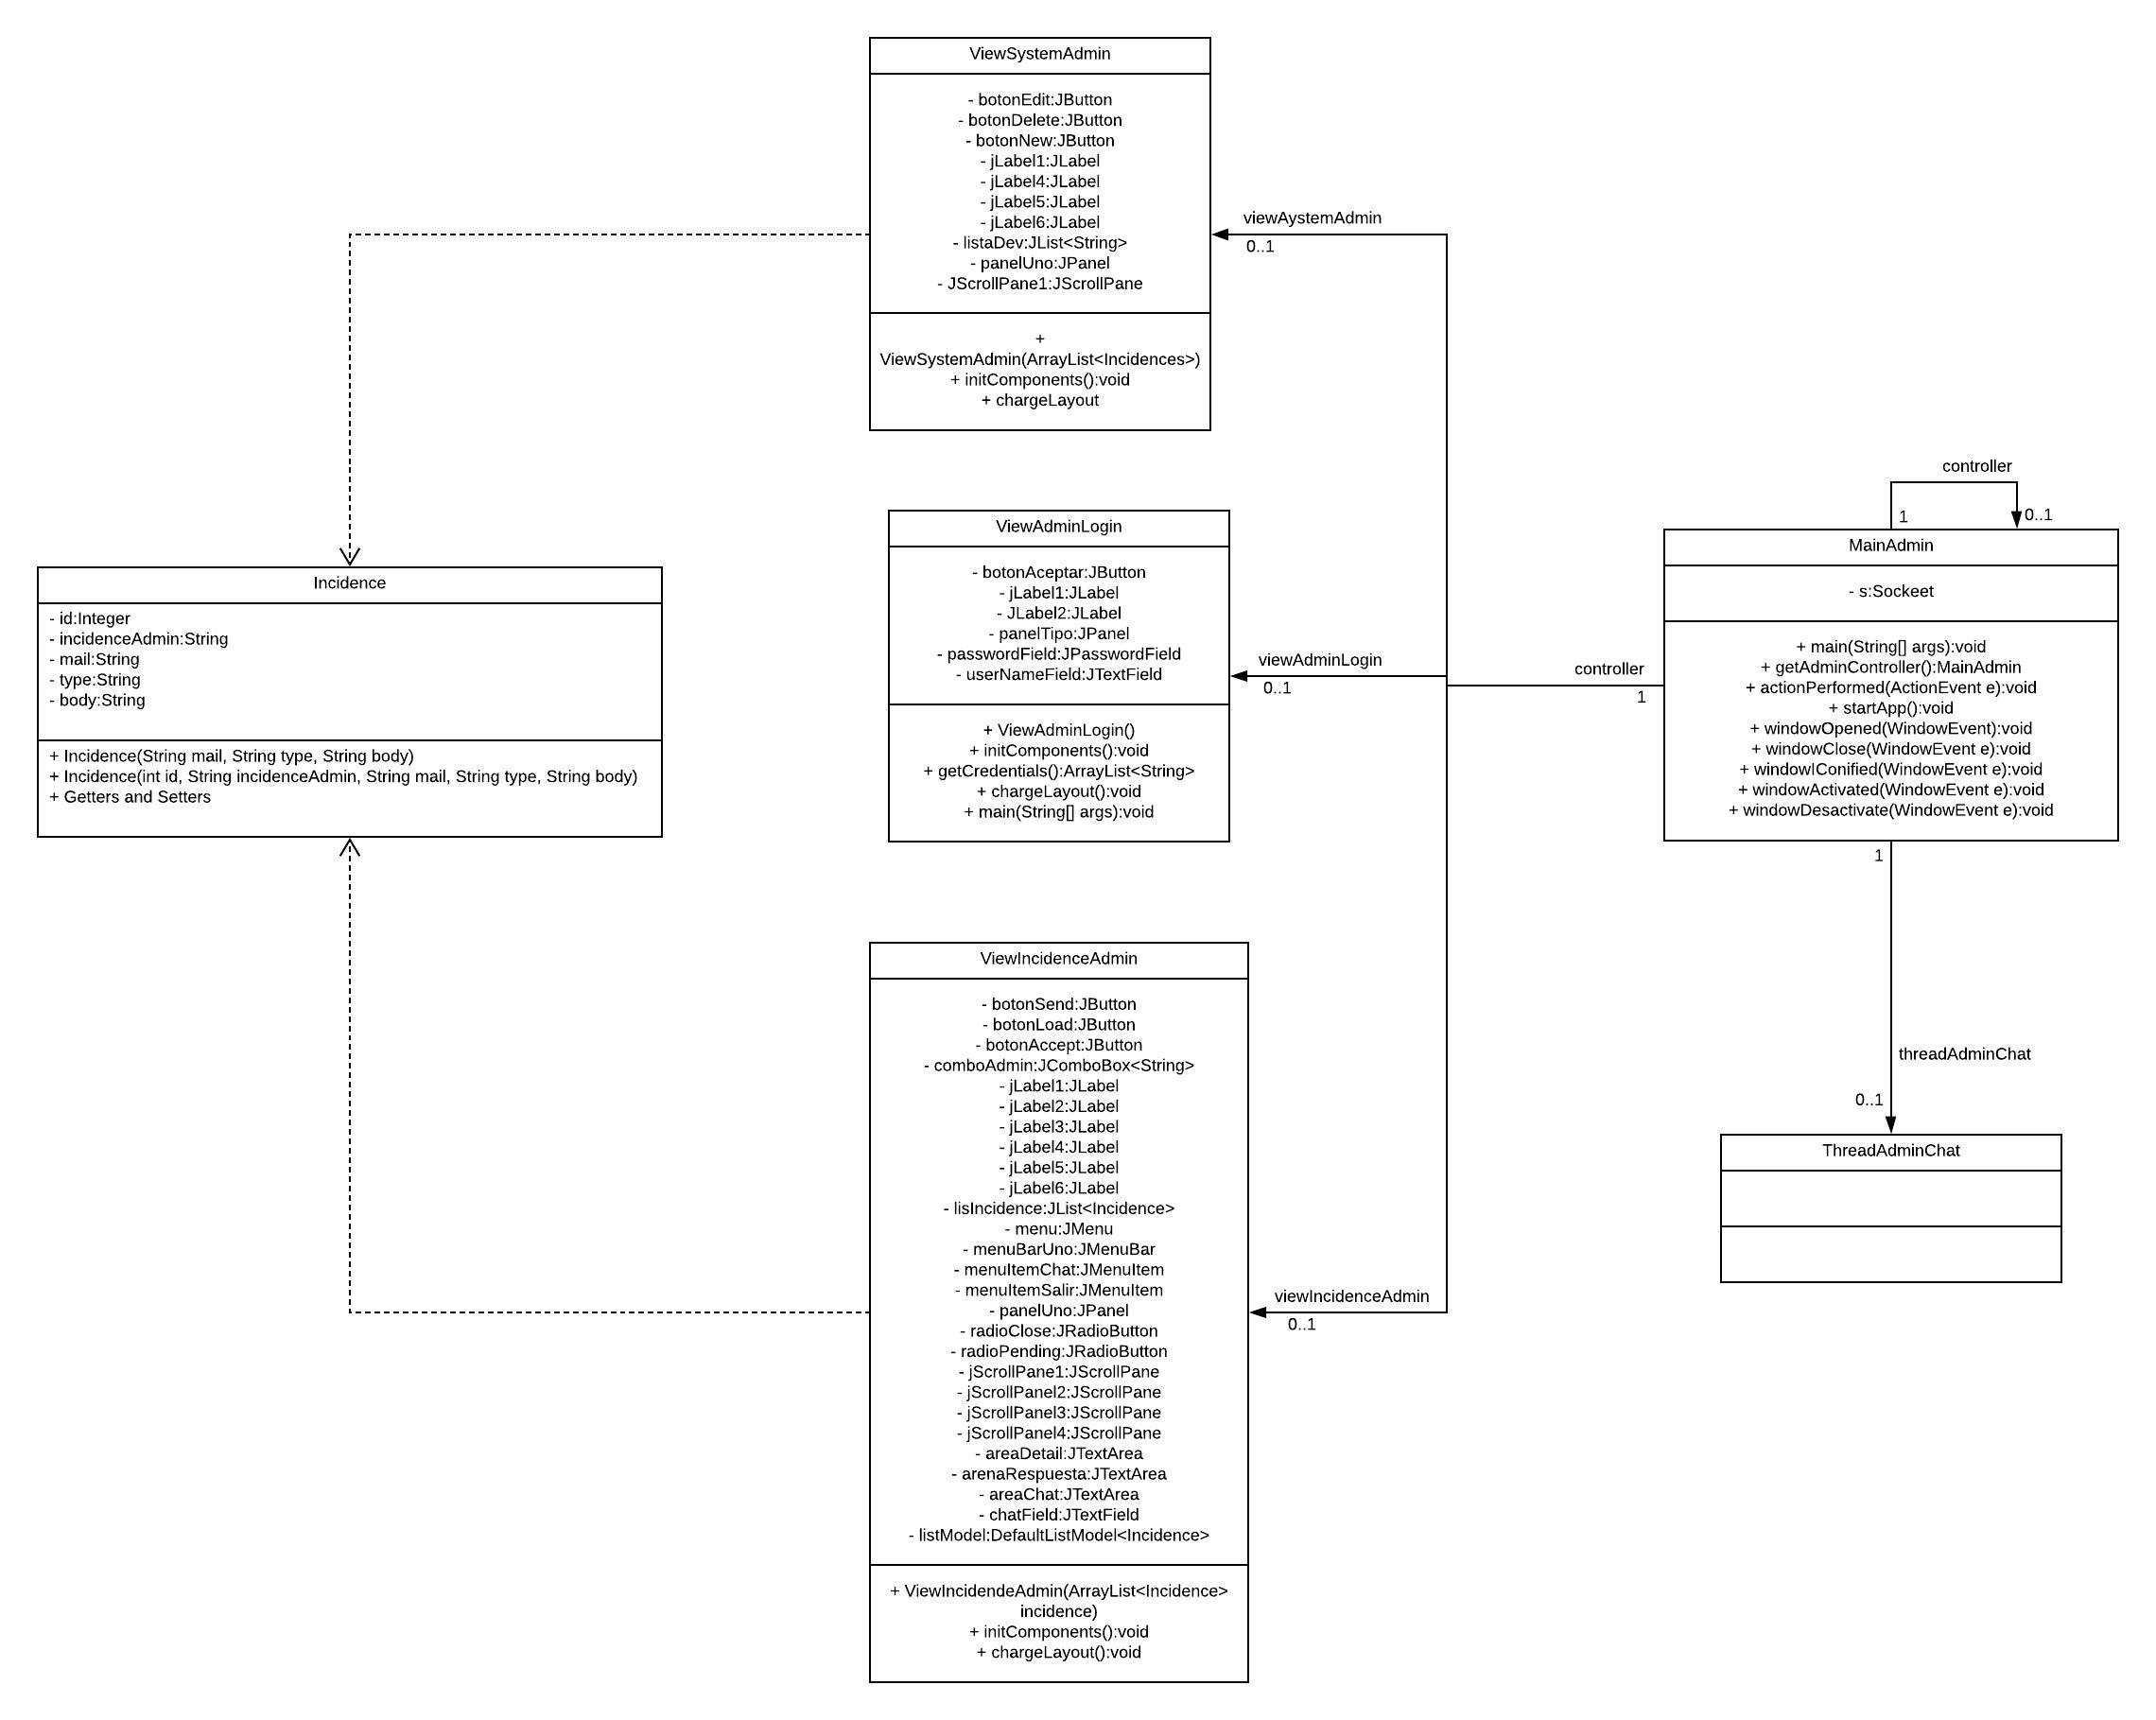 ViewSystemAdmin
- botonEdit:JButton
- botonDelete:JButton
- botonNew:JButton
- jLabel1:JLabel
- jLabel4:JLabel
- jLabel5:JLabel
- jLabel6:JLabel
- listaDev:JList<String>
- panelUno:JPanel
- JScrollPane1:JScrollPane
+
ViewSystemAdmin(ArrayList<Incidences>)
+ initComponents():void
+ chargeLayout
viewAystemAdmin
0..1
ViewAdminLogin
- botonAceptar:JButton
- jLabel1:JLabel
- JLabel2:JLabel
- panelTipo:JPanel
- passwordField:JPasswordField
- userNameField:JTextField
+ ViewAdminLogin()
+ initComponents():void
+ getCredentials():ArrayList<String>
+ chargeLayout():void
+ main(String[] args):void
viewAdminLogin
0..1
controller
1
controller
1
0..1
MainAdmin
- s:Sockeet
+ main(String[] args):void
+ getAdminController():MainAdmin
+ actionPerformed(ActionEvent e):void
+ startApp():void
+ windowOpened(WindowEvent):void
+ windowClose(WindowEvent e):void
+ windowIConified(WindowEvent e):void
+ windowActivated(WindowEvent e):void
+ windowDesactivate(WindowEvent e):void
1
threadAdminChat
0..1
ThreadAdminChat
Incidence
- id:Integer
- incidenceAdmin:String
- mail:String
- type:String
- body:String
+ Incidence(String mail, String type, String body)
+ Incidence(int id, String incidenceAdmin, String mail, String type, String body)
+ Getters and Setters
ViewIncidenceAdmin
- botonSend:JButton
- botonLoad:JButton
- botonAccept:JButton
- comboAdmin:JComboBox<String>
- jLabel1:JLabel
- jLabel2:JLabel
- jLabel3:JLabel
- jLabel4:JLabel
- jLabel5:JLabel
- jLabel6:JLabel
- lisIncidence:JList<Incidence>
- menu:JMenu
- menuBarUno:JMenuBar
- menuItemChat:JMenuItem
- menuItemSalir:JMenuItem
- panelUno:JPanel
- radioClose:JRadioButton
- radioPending:JRadioButton
- jScrollPane1:JScrollPane
- jScrollPanel2:JScrollPane
- jScrollPanel3:JScrollPane
- jScrollPanel4:JScrollPane
- areaDetail:JTextArea
- arenaRespuesta:JTextArea
- areaChat:JTextArea
- chatField:JTextField
- listModel:DefaultListModel<Incidence>
+ ViewIncidendeAdmin(ArrayList<Incidence>
incidence)
+ initComponents():void
+ chargeLayout():void
viewIncidenceAdmin
0..1